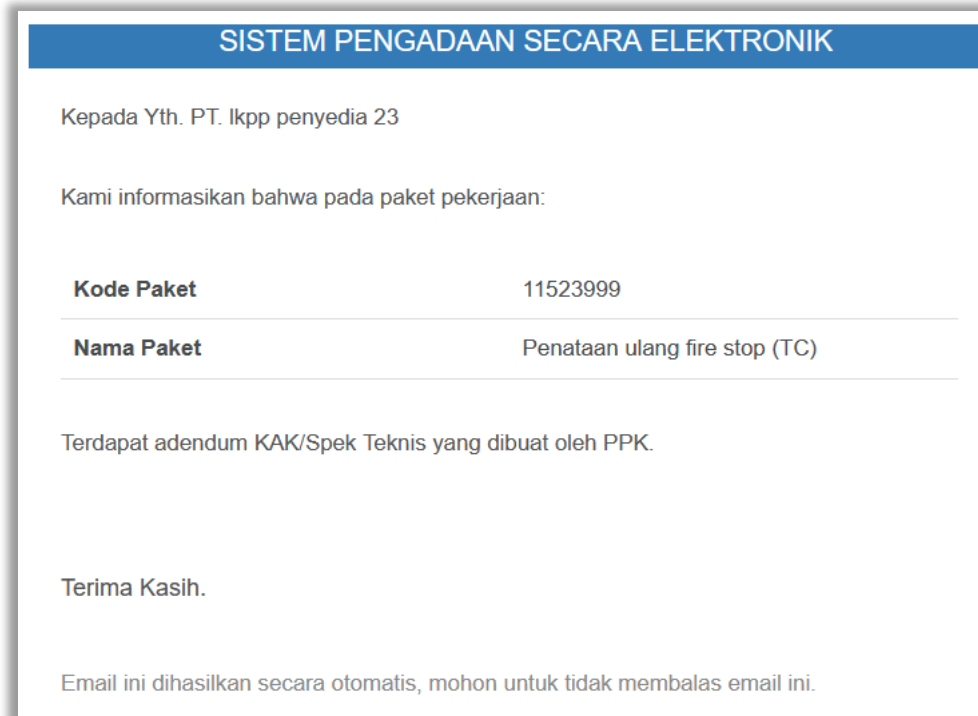 SISTEM PENGADAAN SECARA ELEKTRONIK
Kepada Yth. PT. lkpp penyedia 23
Kami informasikan bahwa pada paket pekerjaan:
Kode Paket 11523999
Nama Paket Penataan ulang fire stop (TC)
Terdapat adendum KAK/Spek Teknis yang dibuat oleh PPK.
Terima Kasih.
Email ini dihasilkan secara otomatis, mohon untuk tidak membalas email ini.